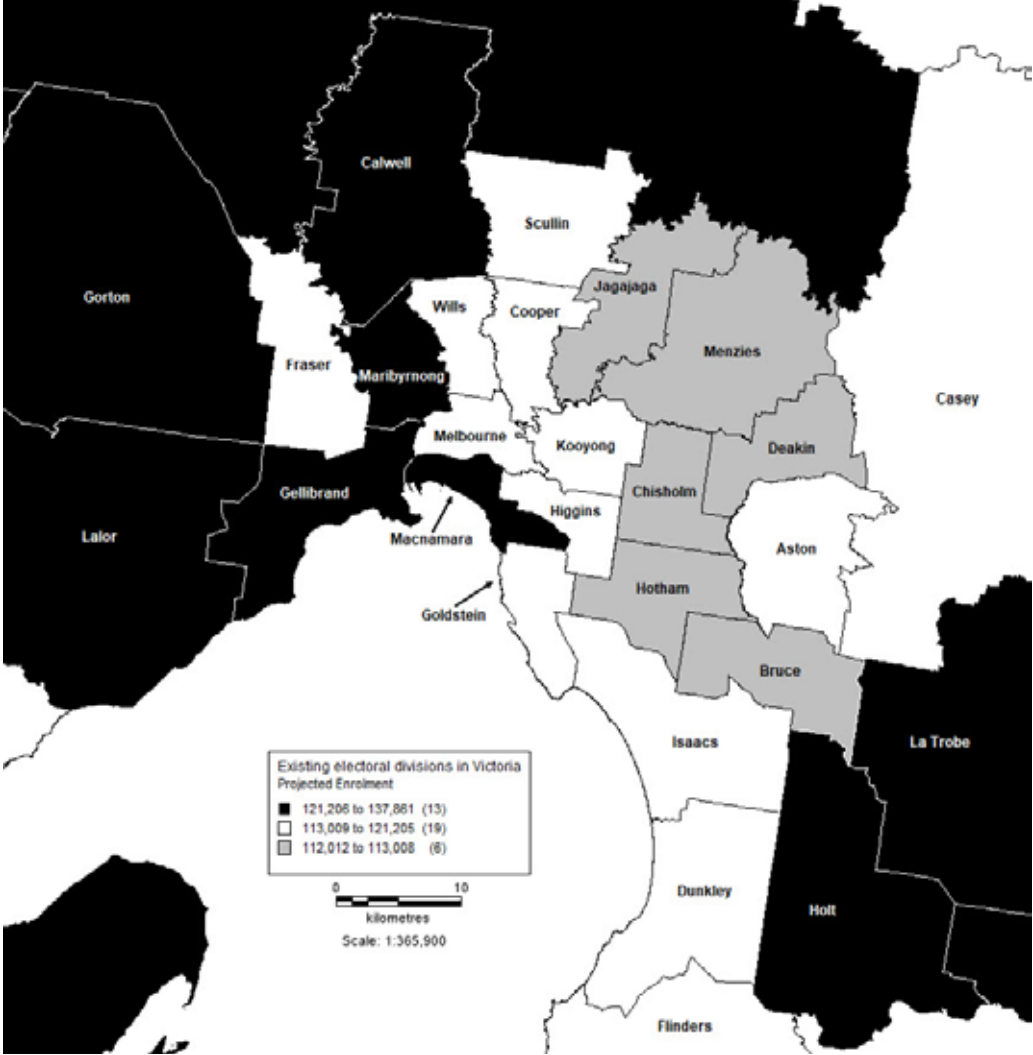 Calwell
Scullin
Gorton
Jagajaga
Wills
Cooper
Menzies
Fraser
Maribyrnong
Casey
Melbourne
Kooyong
Deakin
Gellibrand
Chisholm
Higgins
Lalor
Macnamara
Aston
Hotham
Goldstein
Bruce
Isaacs
La Trobe
Existing electoral divisions in Victoria
Projected Enrolment
121,206 to 137,861 (13)
113,009 to 121,205 (19)
112,012 to 113,008 (6)
0 10
kilometres
Scale: 1:365,900
Dunkley
Holt
Flinders